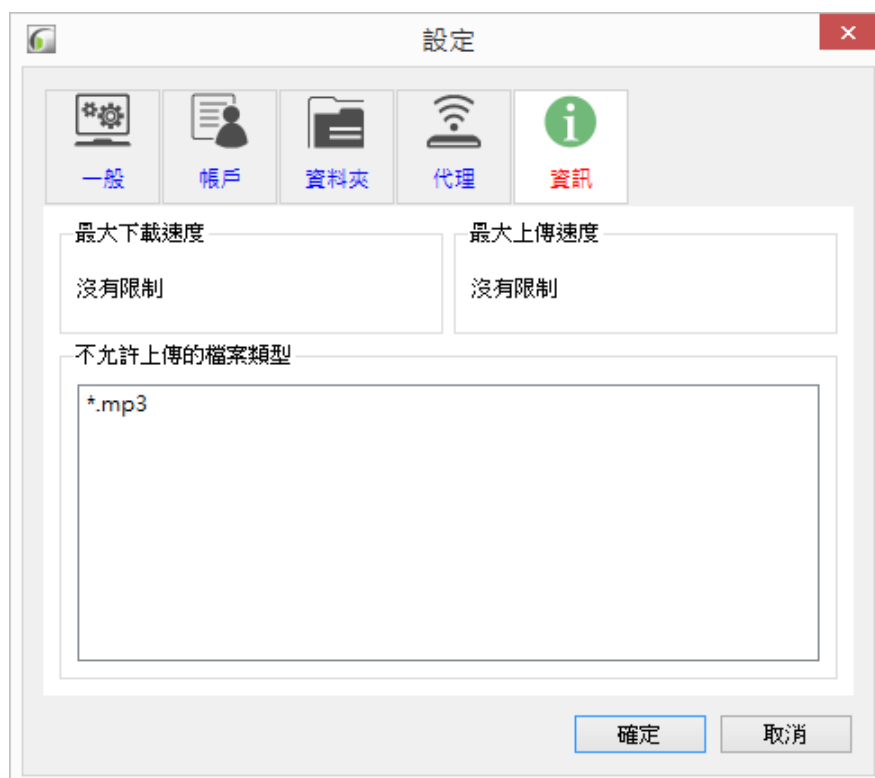 設定
一般
帳戶
資料夾
代理
資訊
最大下載速度
最大上傳速度
沒有限制
沒有限制
不允許上傳的檔案類型
*.mp3
確定
取消